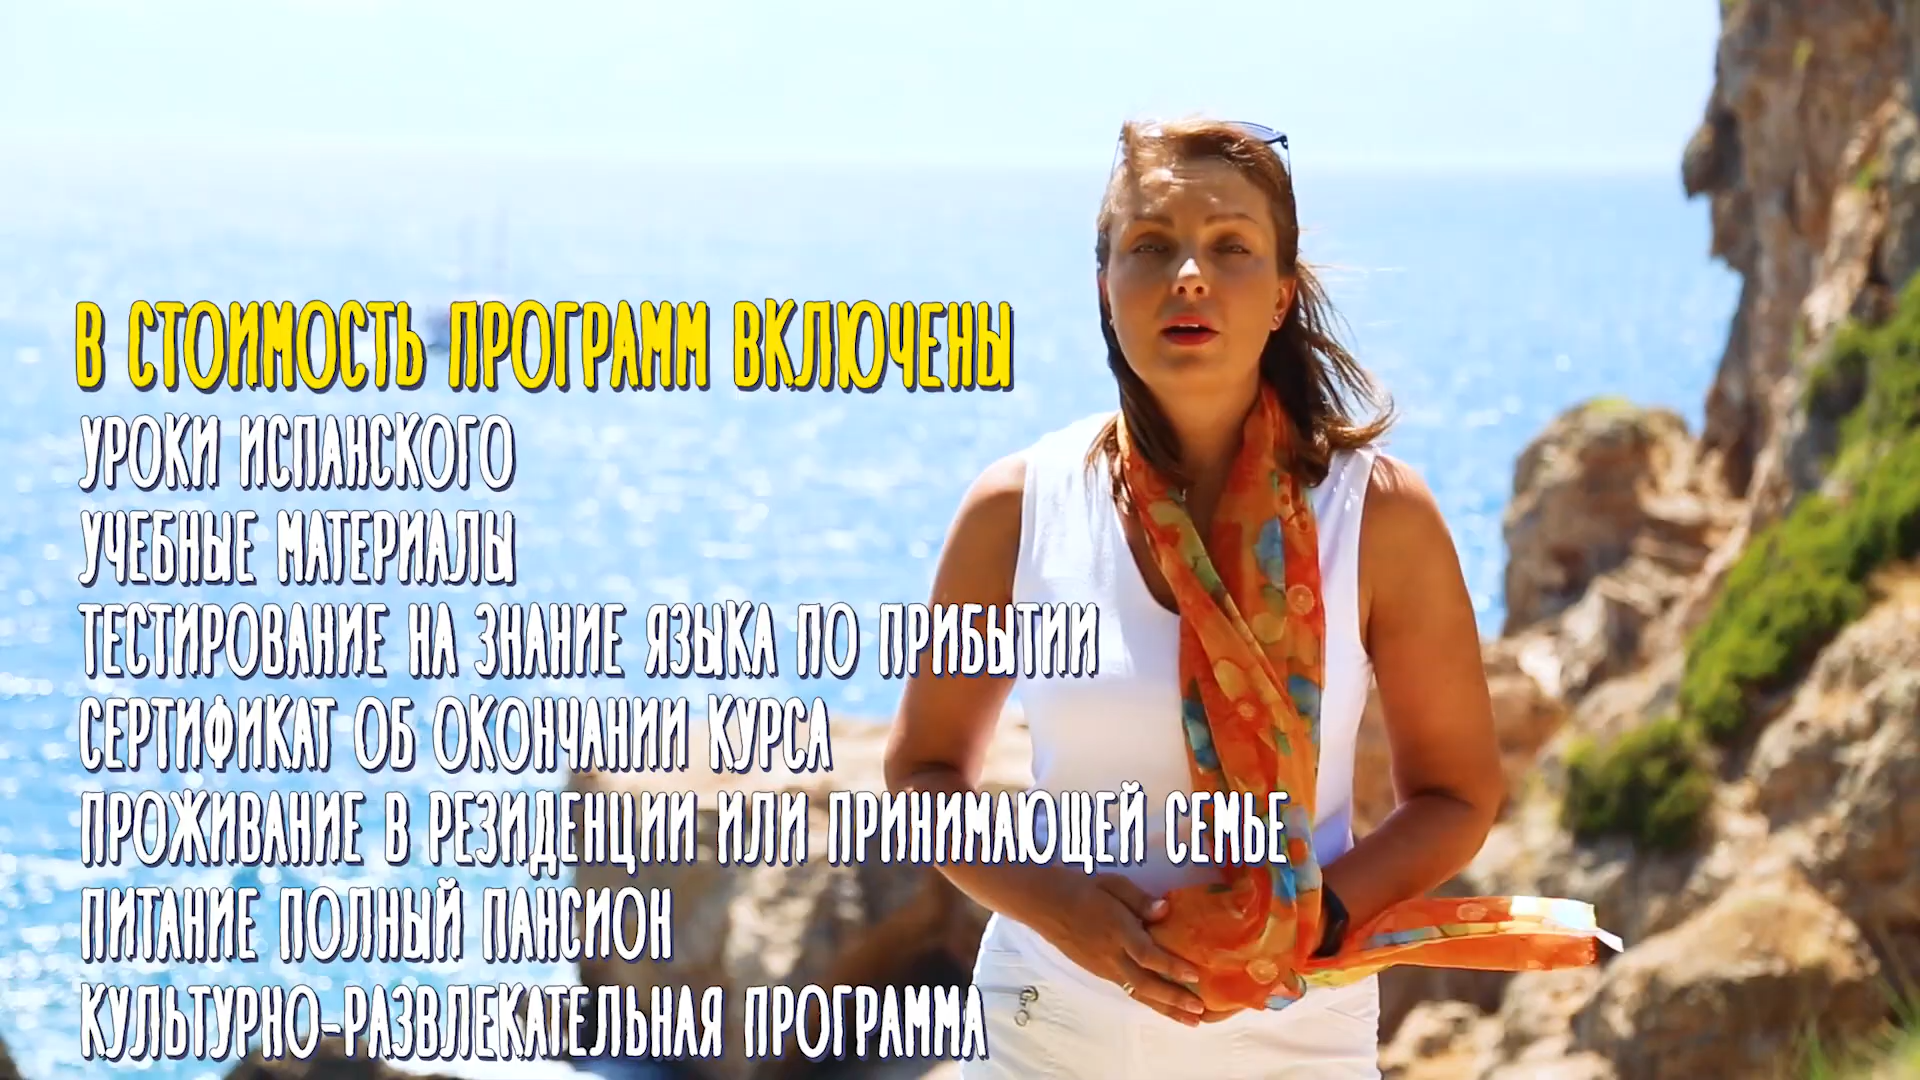 В СТОИМОСТЬ ПРОГРАММ ВКЛЮЧЕНЫ
УРОКИ ИСПАНСКОГО
УЧЕБНЫЕ МАТЕРИАЛЫ
ТЕСТИРОВАНИЕ НА ЗНАНИЕ ЯЗЫКА ПО ПРИБЫТИИ
СЕРТИФИКАТ ОБ ОКОНЧАНИИ КУРСА
ПРОЖИВАНИЕ В РЕЗИДЕНЦИИ ИЛИ ПРИНИМАЮЩЕЙ СЕМЬЕ
ПИТАНИЕ ПОЛНЫЙ ПАНСИОН
КУЛЬТУРНО-РАЗВЛЕКАТЕЛЬНАЯ ПРОГРАММА